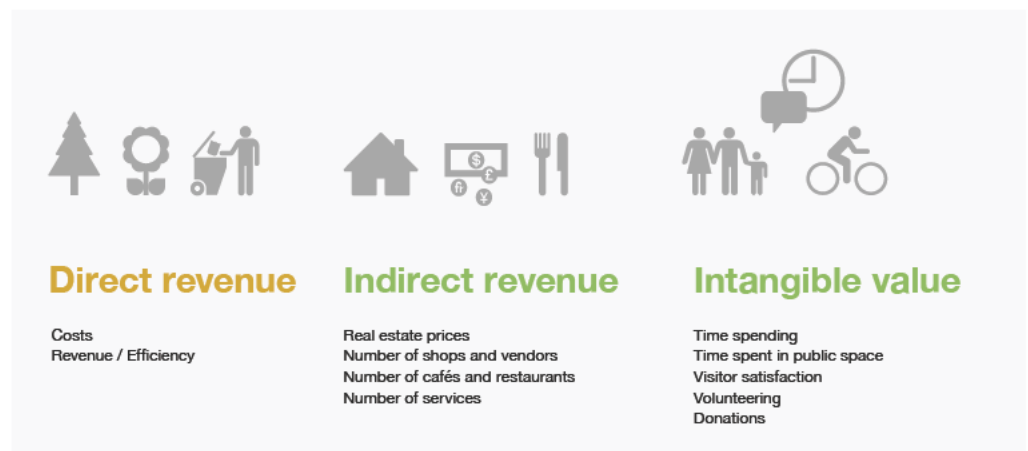 $
£
fr
¥
Direct revenue
Costs
Revenue / Efficiency
Indirect revenue
Real estate prices
Number of shops and vendors
Number of cafés and restaurants
Number of services
Intangible value
Time spending
Time spent in public space
Visitor satisfaction
Volunteering
Donations